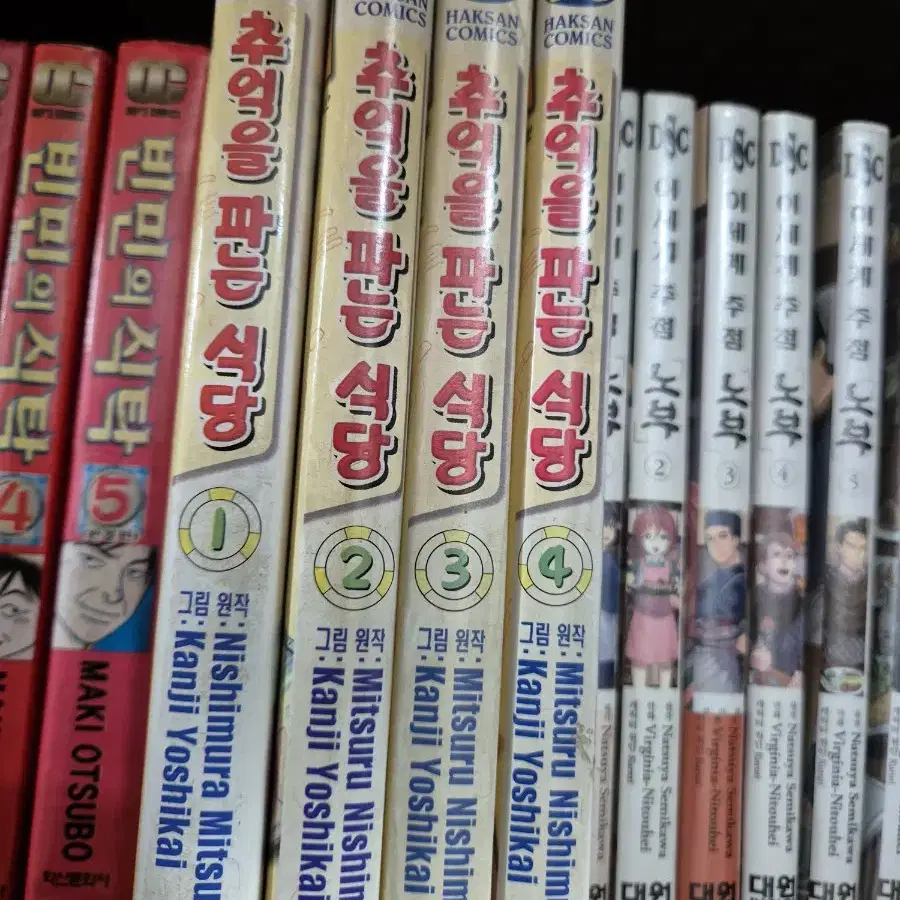 빈민의 식탁
4
빈민의 식탁
5
MAKI OTSUBO
학산문화사
추억을 파는 식당
1
그림 원작
: Nishimura Mitsu
: Kanji Yoshikai
COMICS
추억을 파는 식당
2
그림 원작
: Mitsuru Nishim
: Kanji Yoshikai
HAKSAN
COMICS
추억을 파는 식당
3
그림 원작
: Mitsuru Nishim
: Kanji Yoshikai
HAKSAN
COMICS
추억을 파는 식당
4
그림 원작
: Mitsuru Nishim
: Kanji Yoshikai
DSC
이세계 주점 「노부」
2
Natsuya Semikawa
Virginia-Nitouhei
대원
DSC
이세계 주점 「노부」
3
Natsuya Semikawa
Virginia-Nitouhei
대원
DSC
이세계 주점 「노부」
4
Natsuya Semikawa
Virginia-Nitouhei
대원
DSC
이세계 주점 「노부」
5
Natsuya Semikawa
Virginia-Nitouhei
대원